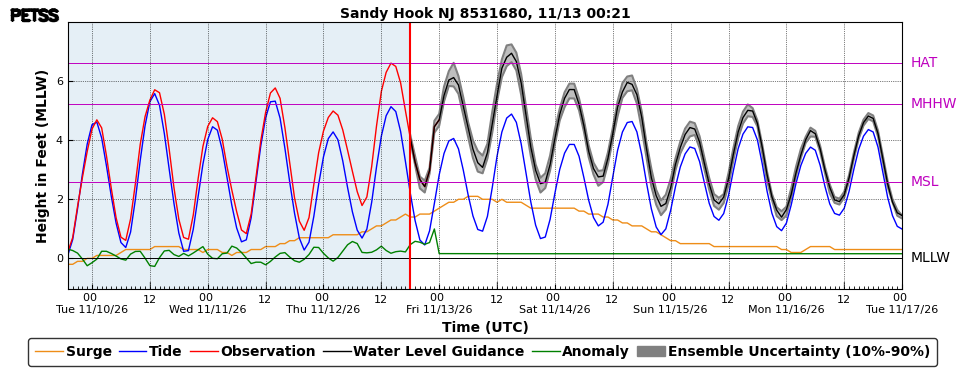 PETSS
Sandy Hook NJ 8531680, 11/13 00:21
Height in Feet (MLLW)
6
4
2
0
HAT
MHHW
MSL
MLLW
00 12 00 12 00 12 00 12 00 12 00 12 00 12 00
Tue 11/10/26 Wed 11/11/26 Thu 11/12/26 Fri 11/13/26 Sat 11/14/26 Sun 11/15/26 Mon 11/16/26 Tue 11/17/26
Time (UTC)
Surge Tide Observation Water Level Guidance Anomaly Ensemble Uncertainty (10%-90%)